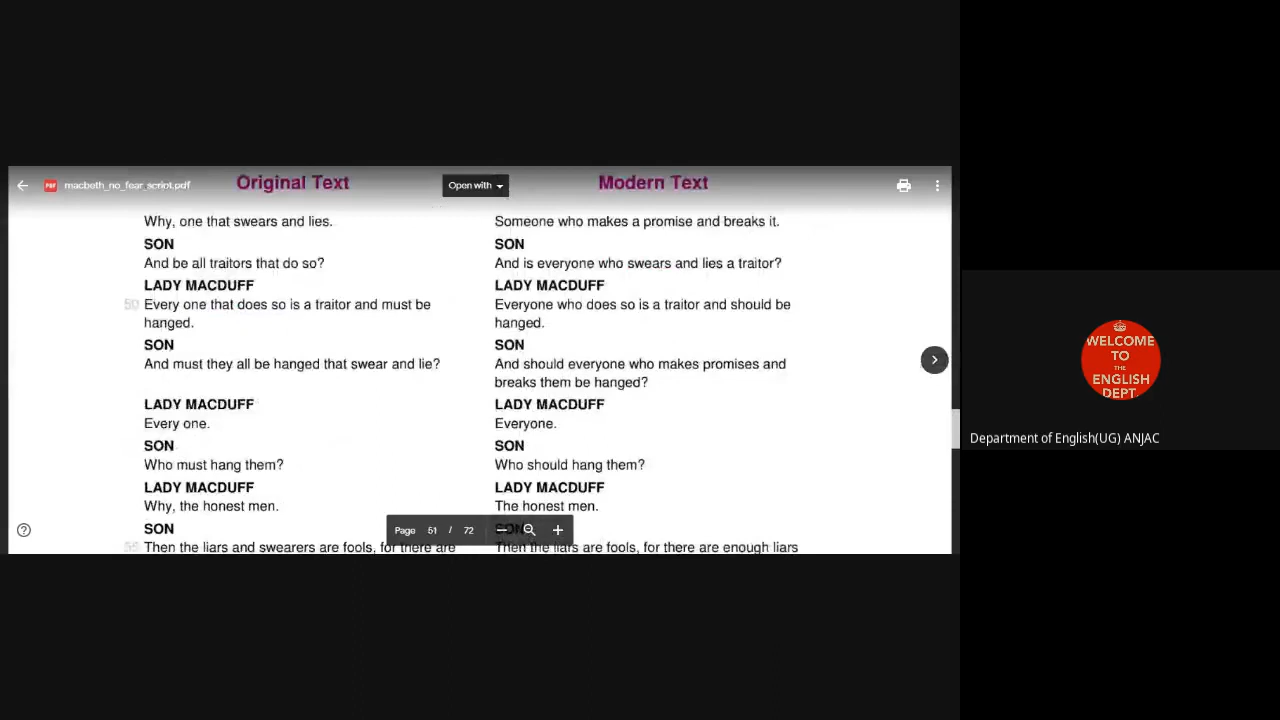 macbeth_no_fear_script.pdf
Original Text
Open with
Modern Text
Why, one that swears and lies.
SON
And be all traitors that do so?
LADY MACDUFF
50 Every one that does so is a traitor and must be
hanged.
SON
And must they all be hanged that swear and lie?
LADY MACDUFF
Every one.
SON
Who must hang them?
LADY MACDUFF
Why, the honest men.
SON
55 Then the liars and swearers are fools, for there are
Someone who makes a promise and breaks it.
SON
And is everyone who swears and lies a traitor?
LADY MACDUFF
Everyone who does so is a traitor and should be
hanged.
SON
And should everyone who makes promises and
breaks them be hanged?
LADY MACDUFF
Everyone.
SON
Who should hang them?
LADY MACDUFF
The honest men.
SON
Then the liars are fools, for there are enough liars
Page 51 / 72
WELCOME
TO
THE
ENGLISH
DEPT.
Department of English(UG) ANJAC